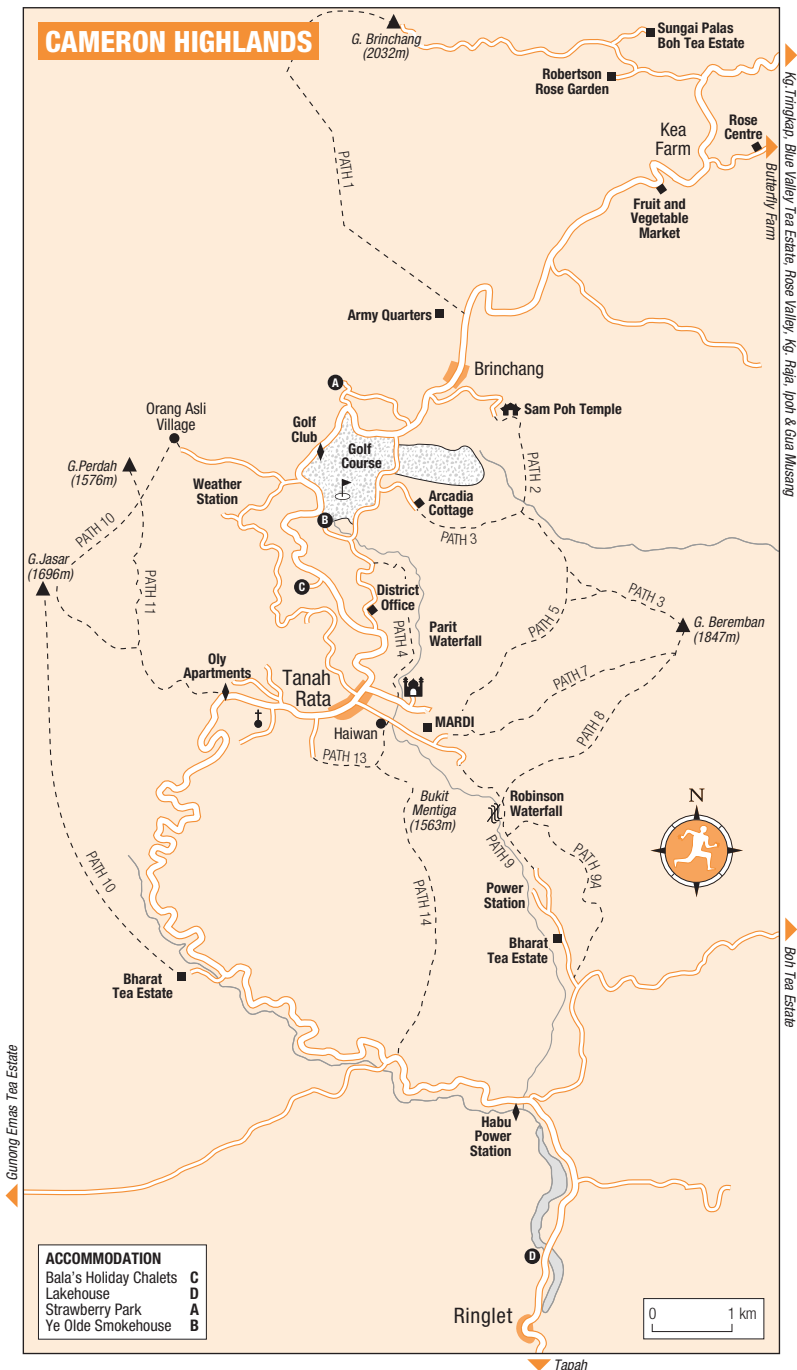 CAMERON HIGHLANDS
G. Brinchang
(2032m)
Sungai Palas
Boh Tea Estate
Robertson
Rose Garden
Kea
Farm
Rose
Centre
Fruit and
Vegetable
Market
Butterfly Farm
Kg.Tringkap, Blue Valley Tea Estate, Rose Valley, Kg. Raja, Ipoh & Gua Musang
PATH 1
Army Quarters
Brinchang
A
Orang Asli
Village
Golf
Club
Golf
Course
Sam Poh Temple
G.Perdah
(1576m)
Weather
Station
PATH 2
Arcadia
Cottage
B
PATH 3
PATH 10
G.Jasar
(1696m)
PATH 11
C
District
Office
PATH 4
Parit
Waterfall
PATH 5
PATH 3
G. Beremban
(1847m)
Oly
Apartments
Tanah
Rata
PATH 7
MARDI
Haiwan
PATH 8
PATH 13
Bukit
Mentiga
(1563m)
Robinson
Waterfall
N
PATH 9
PATH 9A
PATH 10
PATH 14
Power
Station
Bharat
Tea Estate
Bharat
Tea Estate
Boh Tea Estate
Gunong Emas Tea Estate
Habu
Power
Station
D
Ringlet
ACCOMMODATION
Bala's Holiday Chalets C
Lakehouse D
Strawberry Park A
Ye Olde Smokehouse B
0 1 km
Tapah